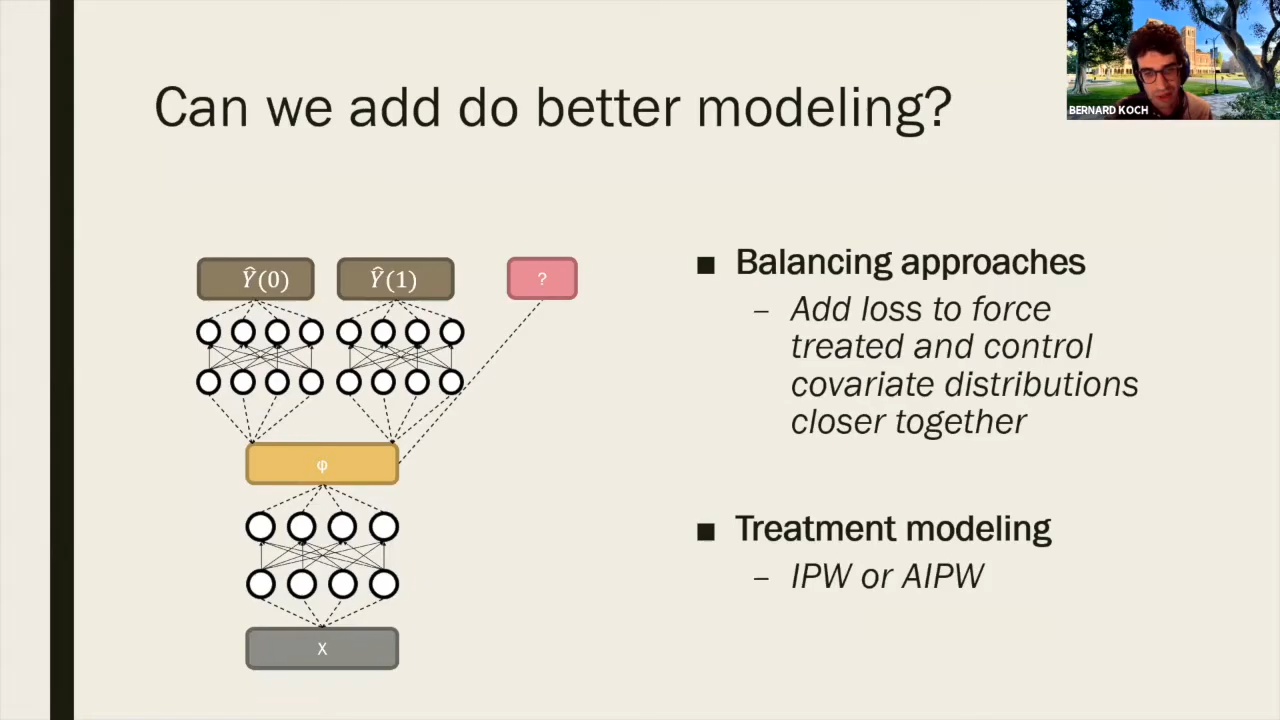 Can we add do better modeling?
BERNARD KOCH
Ŷ(0)
Ŷ(1)
?
φ
X
■ Balancing approaches
– Add loss to force
treated and control
covariate distributions
closer together
■ Treatment modeling
– IPW or AIPW